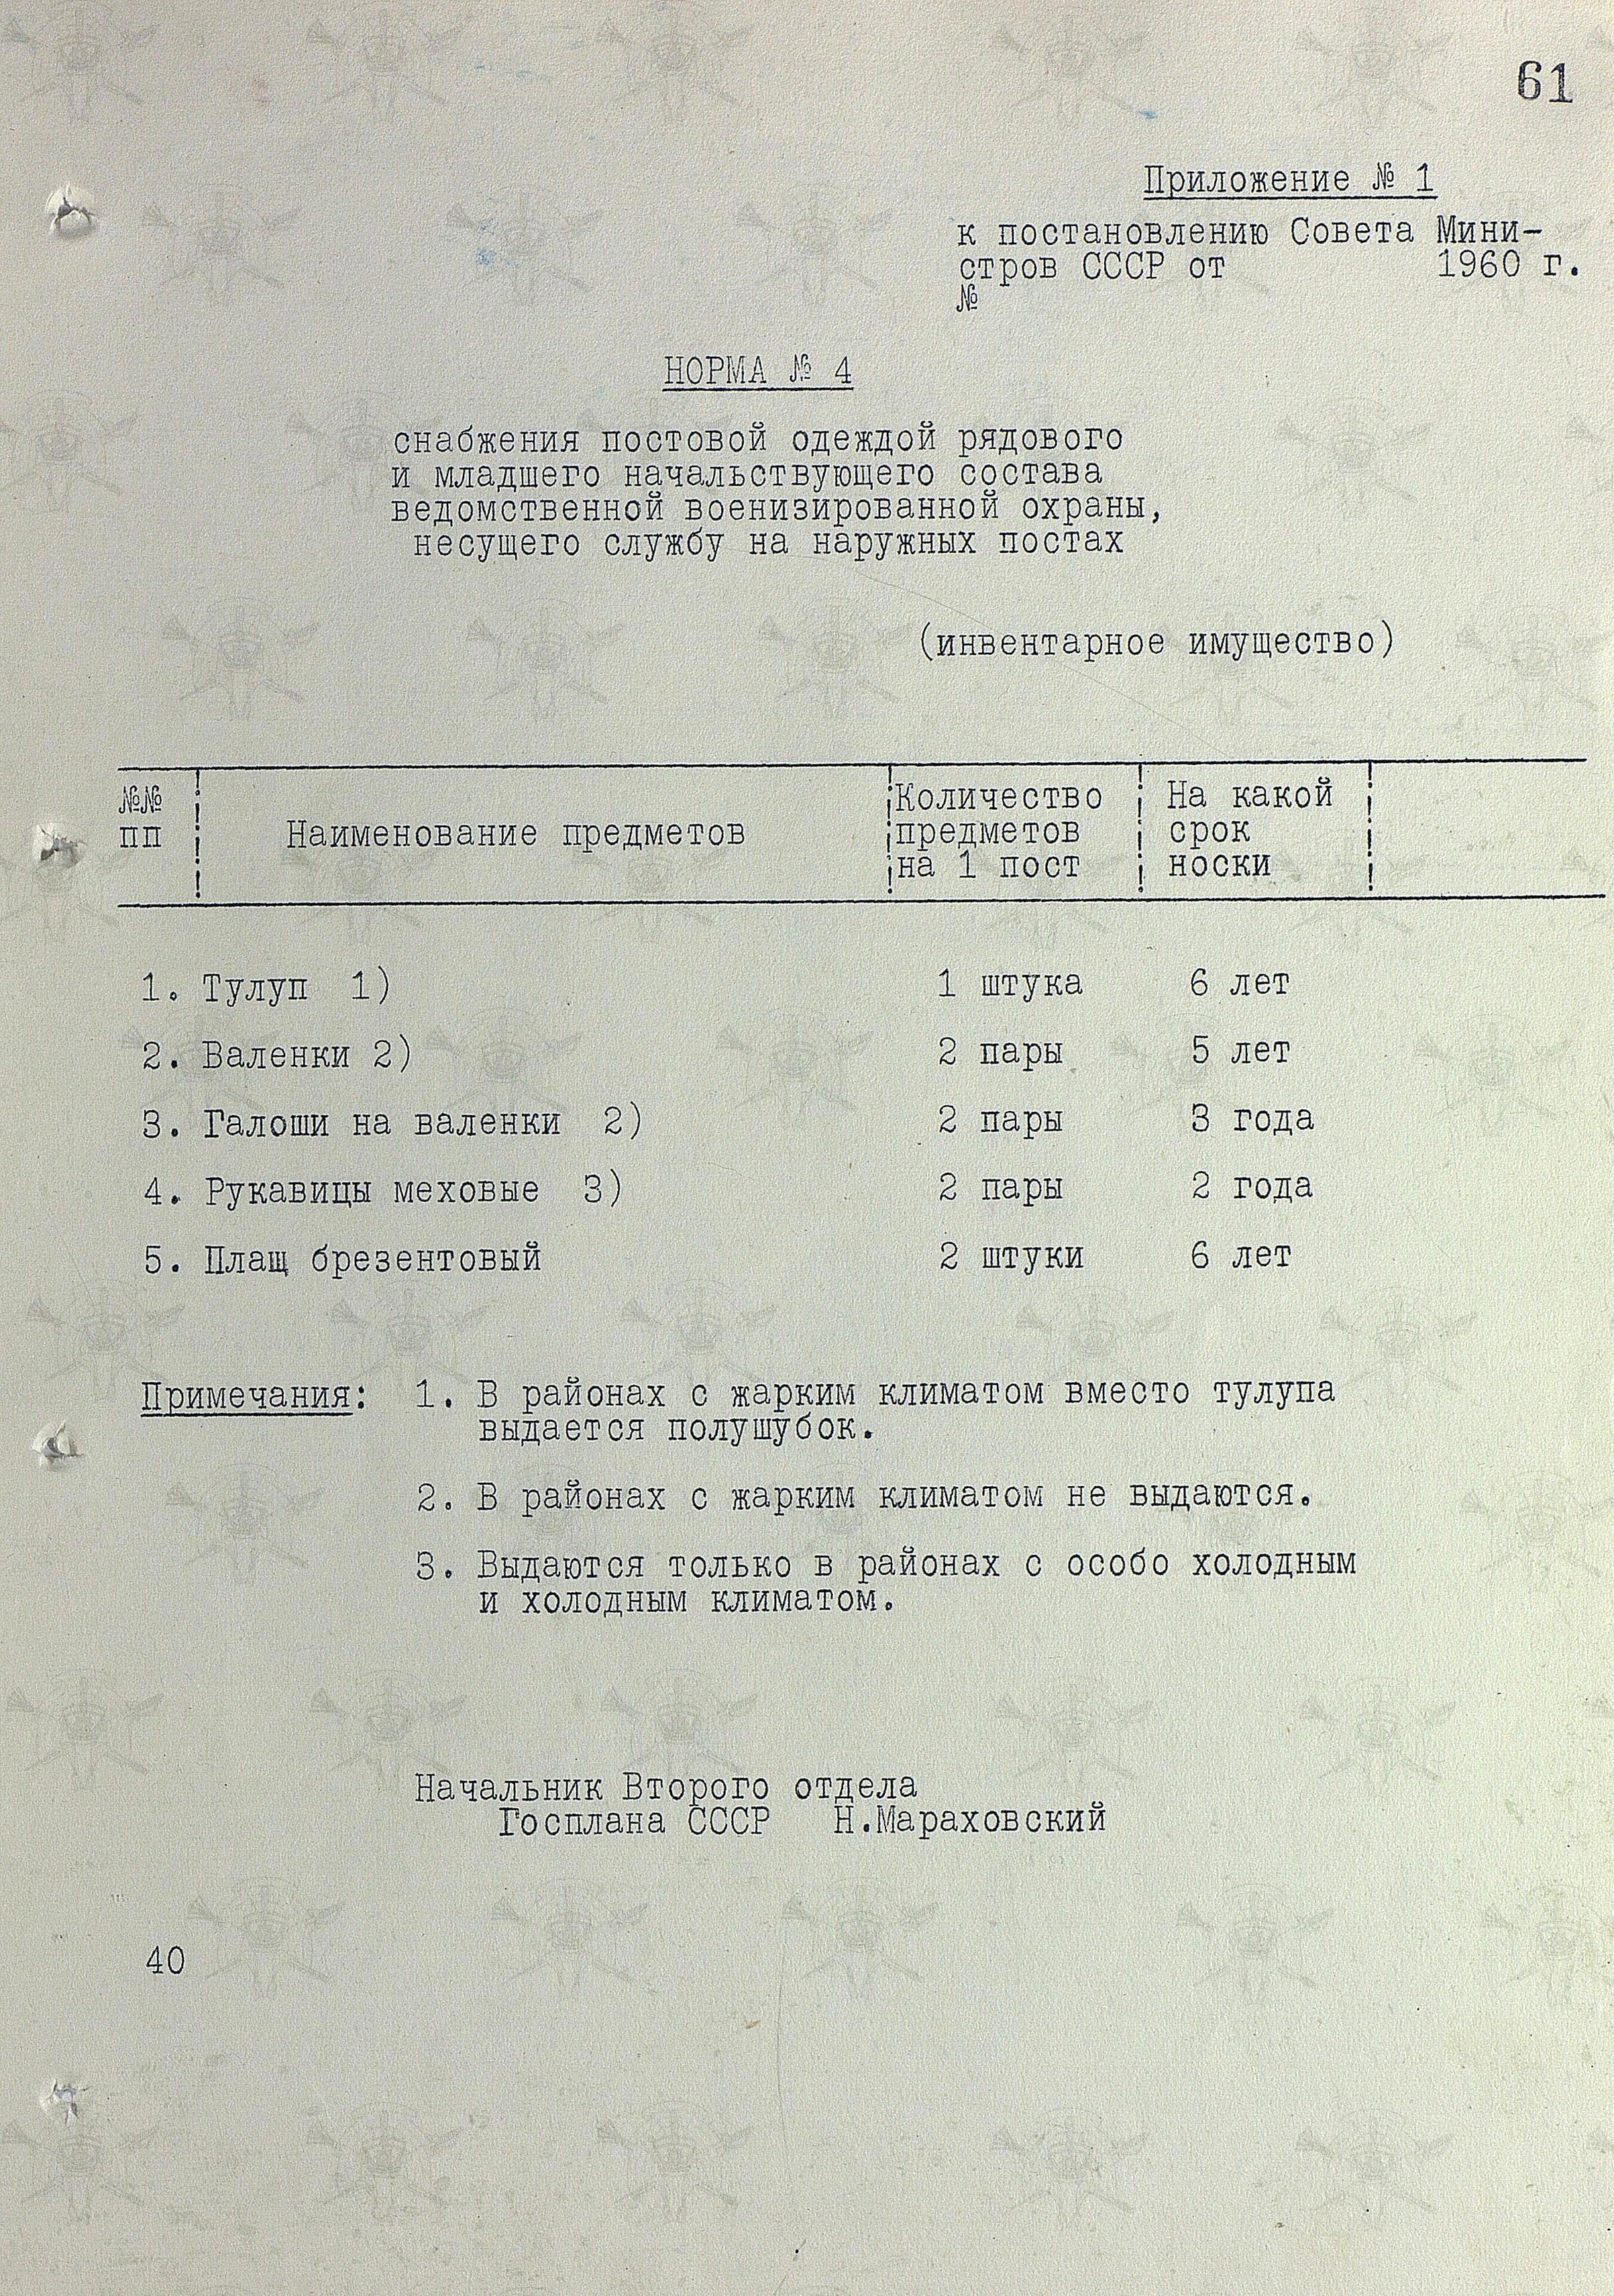 61
Приложение № 1
к постановлению Совета Мини-
стров СССР от 1960 г.
№
НОРМА № 4
снабжения постовой одеждой рядового
и младшего начальствующего состава
ведомственной военизированной охраны,
несущего службу на наружных постах
(инвентарное имущество)
№№ пп | Наименование предметов | Количество предметов на 1 пост | На какой срок носки
1. Тулуп 1) 1 штука 6 лет
2. Валенки 2) 2 пары 5 лет
3. Галоши на валенки 2) 2 пары 3 года
4. Рукавицы меховые 3) 2 пары 2 года
5. Плащ брезентовый 2 штуки 6 лет
Примечания: 1. В районах с жарким климатом вместо тулупа
выдается полушубок.
2. В районах с жарким климатом не выдаются.
3. Выдаются только в районах с особо холодным
и холодным климатом.
Начальник Второго отдела
Госплана СССР Н.Мараховский
40